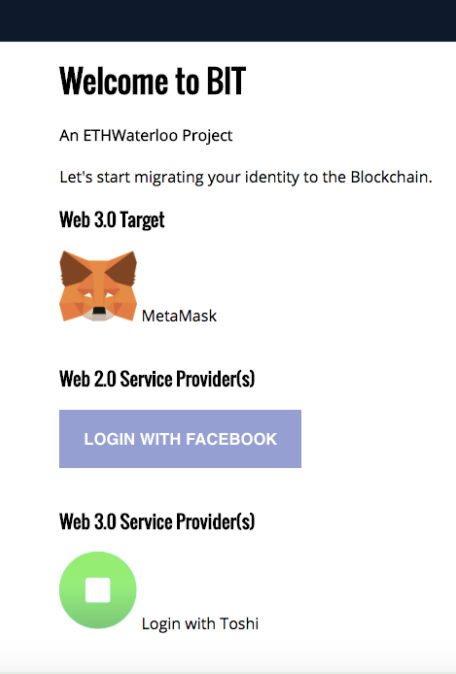 Welcome to BIT
An ETHWaterloo Project
Let's start migrating your identity to the Blockchain.
Web 3.0 Target
MetaMask
Web 2.0 Service Provider(s)
LOGIN WITH FACEBOOK
Web 3.0 Service Provider(s)
Login with Toshi